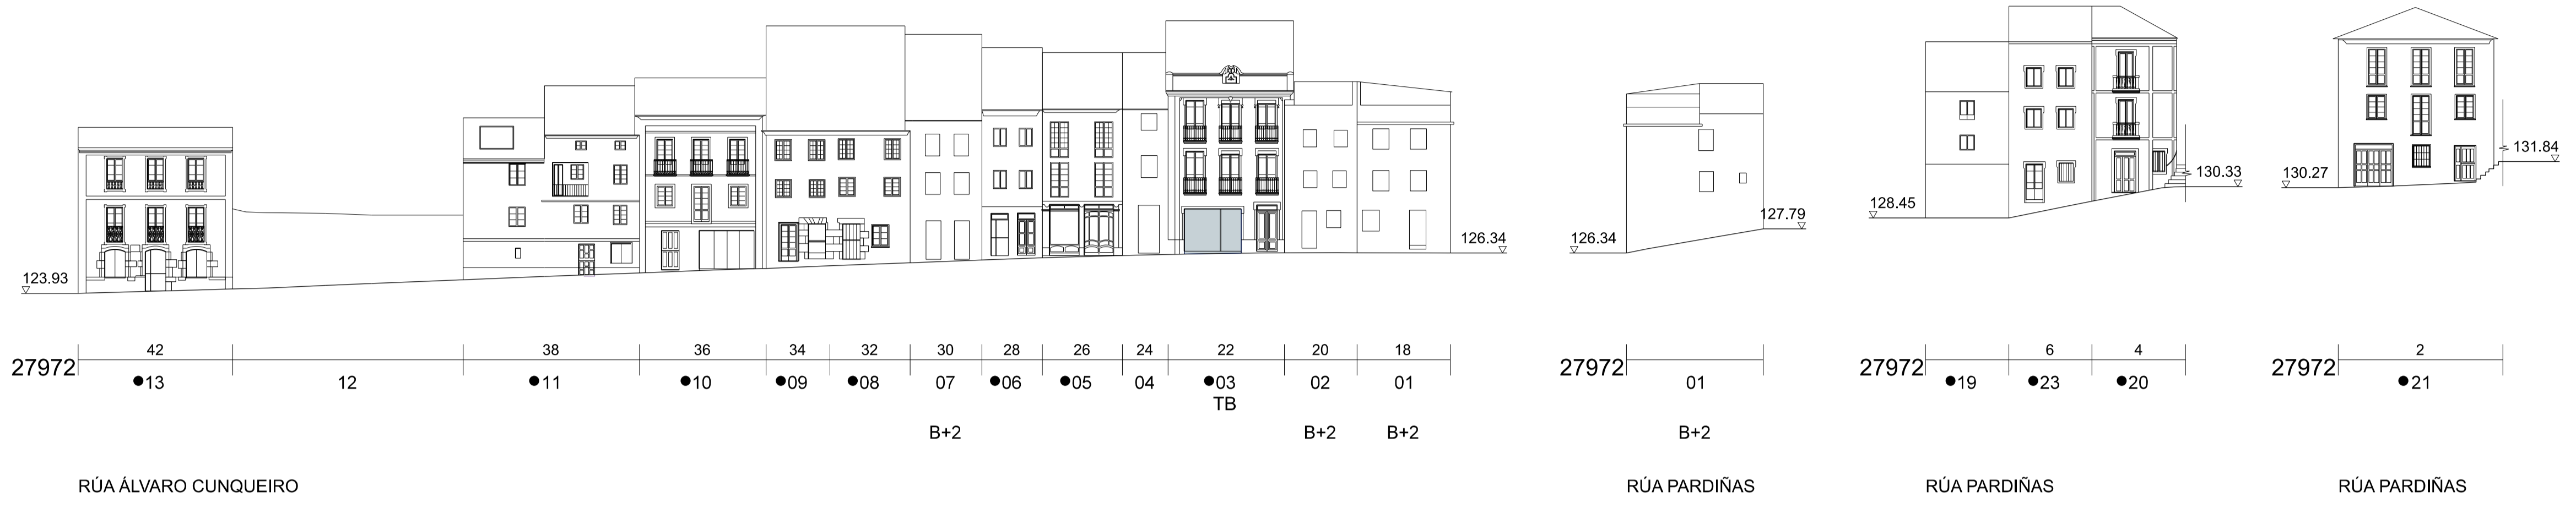 123.93
126.34
126.34
127.79
128.45
130.33
130.27
131.84
27972 42 38 36 34 32 30 28 26 24 22 20 18
●13 12 ●11 ●10 ●09 ●08 07 ●06 ●05 04 ●03 02 01
TB
B+2 B+2 B+2
RÚA ÁLVARO CUNQUEIRO
27972
01
B+2
RÚA PARDIÑAS
27972 6 4
●19 ●23 ●20
RÚA PARDIÑAS
27972 2
●21
RÚA PARDIÑAS